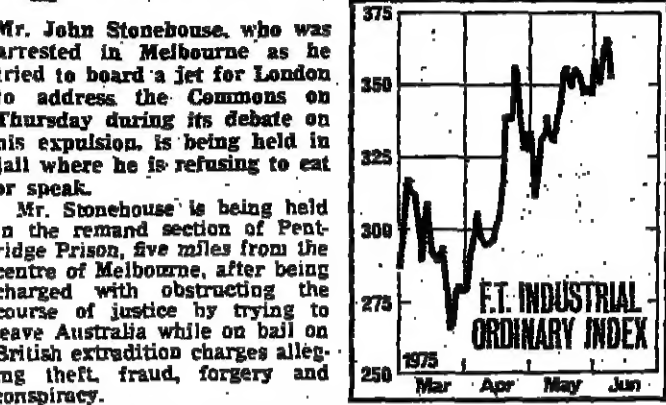 Mr. John Stonehouse, who was
arrested in Melbourne as he
tried to board a jet for London
to address the Commons on
Thursday during its debate on
his expulsion, is being held in
jail where he is refusing to eat
or speak.
Mr. Stonehouse is being held
in the remand section of Pent-
ridge Prison, five miles from the
centre of Melbourne, after being
charged with obstructing the
course of justice by trying to
leave Australia while on bail on
British extradition charges alleg-
ing theft, fraud, forgery and
conspiracy.
375
350
325
300
275
250
F.T. INDUSTRIAL
ORDINARY INDEX
1975
Mar Apr May Jun